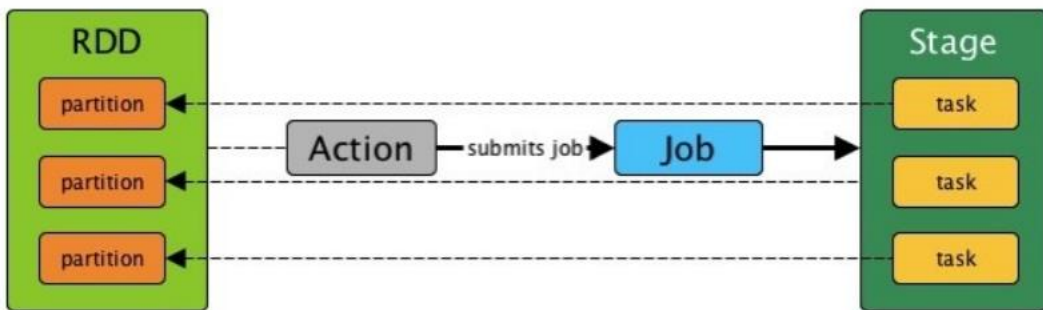 RDD
partition
partition
partition
Action
submits job
Job
Stage
task
task
task